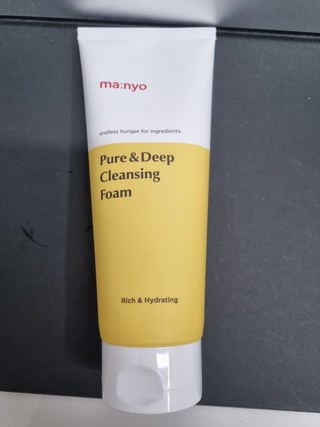 ma:nyo
endless hunger for ingredients
Pure & Deep
Cleansing
Foam
Rich & Hydrating